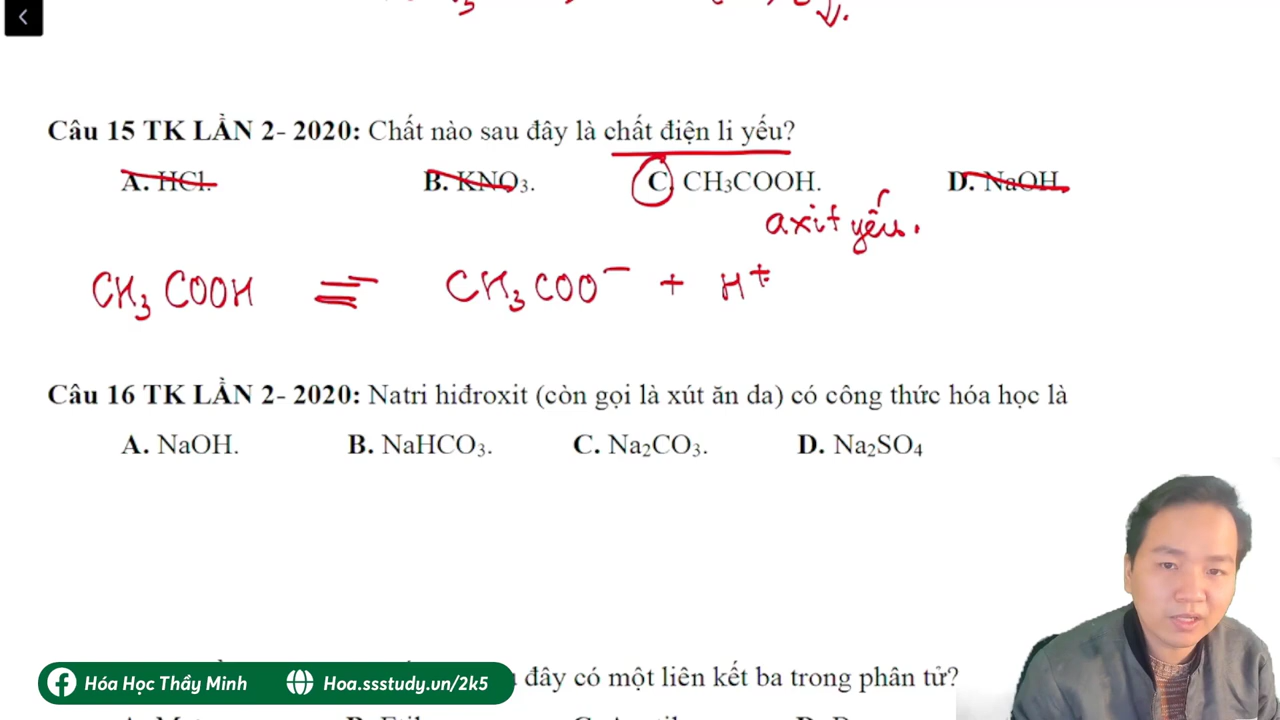 Câu 15 TK LẦN 2- 2020: Chất nào sau đây là chất điện li yếu?
A. HCl. B. KNO₃. C. CH₃COOH. D. NaOH.
axit yếu.
CH₃COOH ⇌ CH₃COO⁻ + H⁺
Câu 16 TK LẦN 2- 2020: Natri hiđroxit (còn gọi là xút ăn da) có công thức hóa học là
A. NaOH. B. NaHCO₃. C. Na₂CO₃. D. Na₂SO₄
đây có một liên kết ba trong phân tử?
Hóa Học Thầy Minh Hoa.ssstudy.vn/2k5